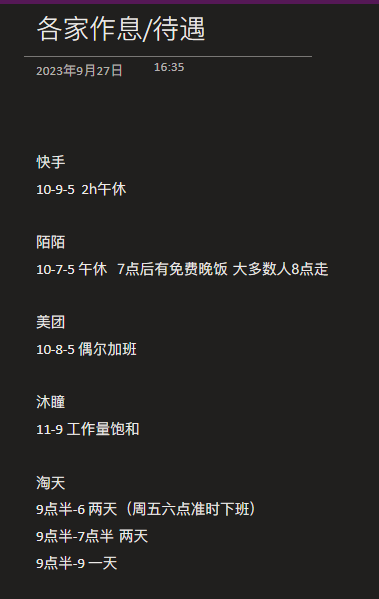 各家作息/待遇
2023年9月27日 16:35
快手
10-9-5 2h午休
陌陌
10-7-5 午休 7点后有免费晚饭 大多数人8点走
美团
10-8-5 偶尔加班
沐瞳
11-9 工作量饱和
淘天
9点半-6 两天（周五六点准时下班）
9点半-7点半 两天
9点半-9 一天